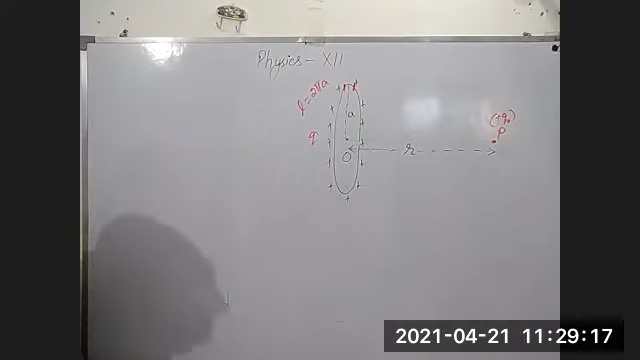 Physics - XII
l = 2πa
a
q
(+q₀)
P
O
r
2021-04-21 11:29:17